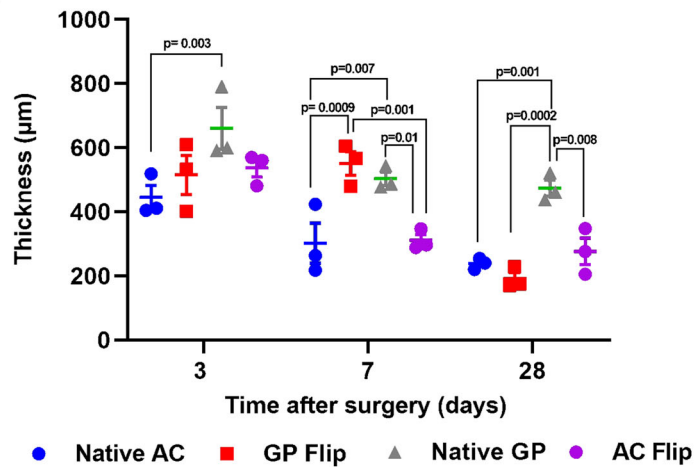 1000
800
600
400
200
0
Thickness (μm)
p= 0.003
p=0.007
p= 0.0009
p=0.001
p=0.01
p=0.001
p=0.0002
p=0.008
3 7 28
Time after surgery (days)
Native AC GP Flip Native GP AC Flip